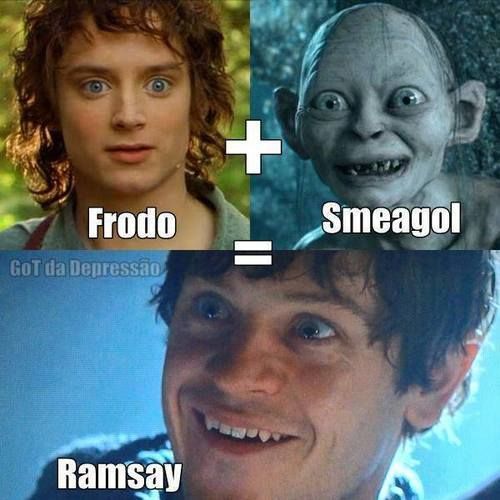 Frodo
+
Smeagol
=
GoT da Depressão
Ramsay